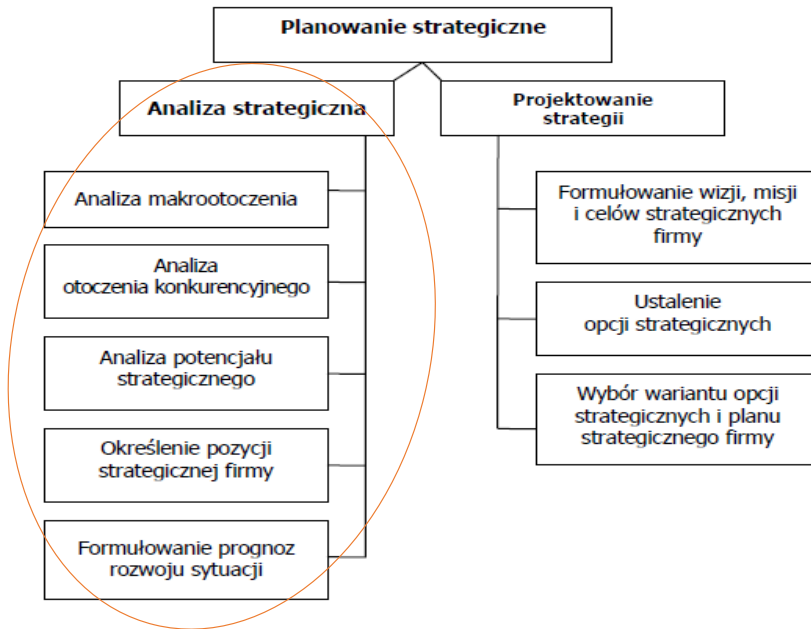 Planowanie strategiczne
Analiza strategiczna
Projektowanie
strategii
Analiza makrootoczenia
Analiza
otoczenia konkurencyjnego
Analiza potencjału
strategicznego
Określenie pozycji
strategicznej firmy
Formułowanie prognoz
rozwoju sytuacji
Formułowanie wizji, misji
i celów strategicznych
firmy
Ustalenie
opcji strategicznych
Wybór wariantu opcji
strategicznych i planu
strategicznego firmy